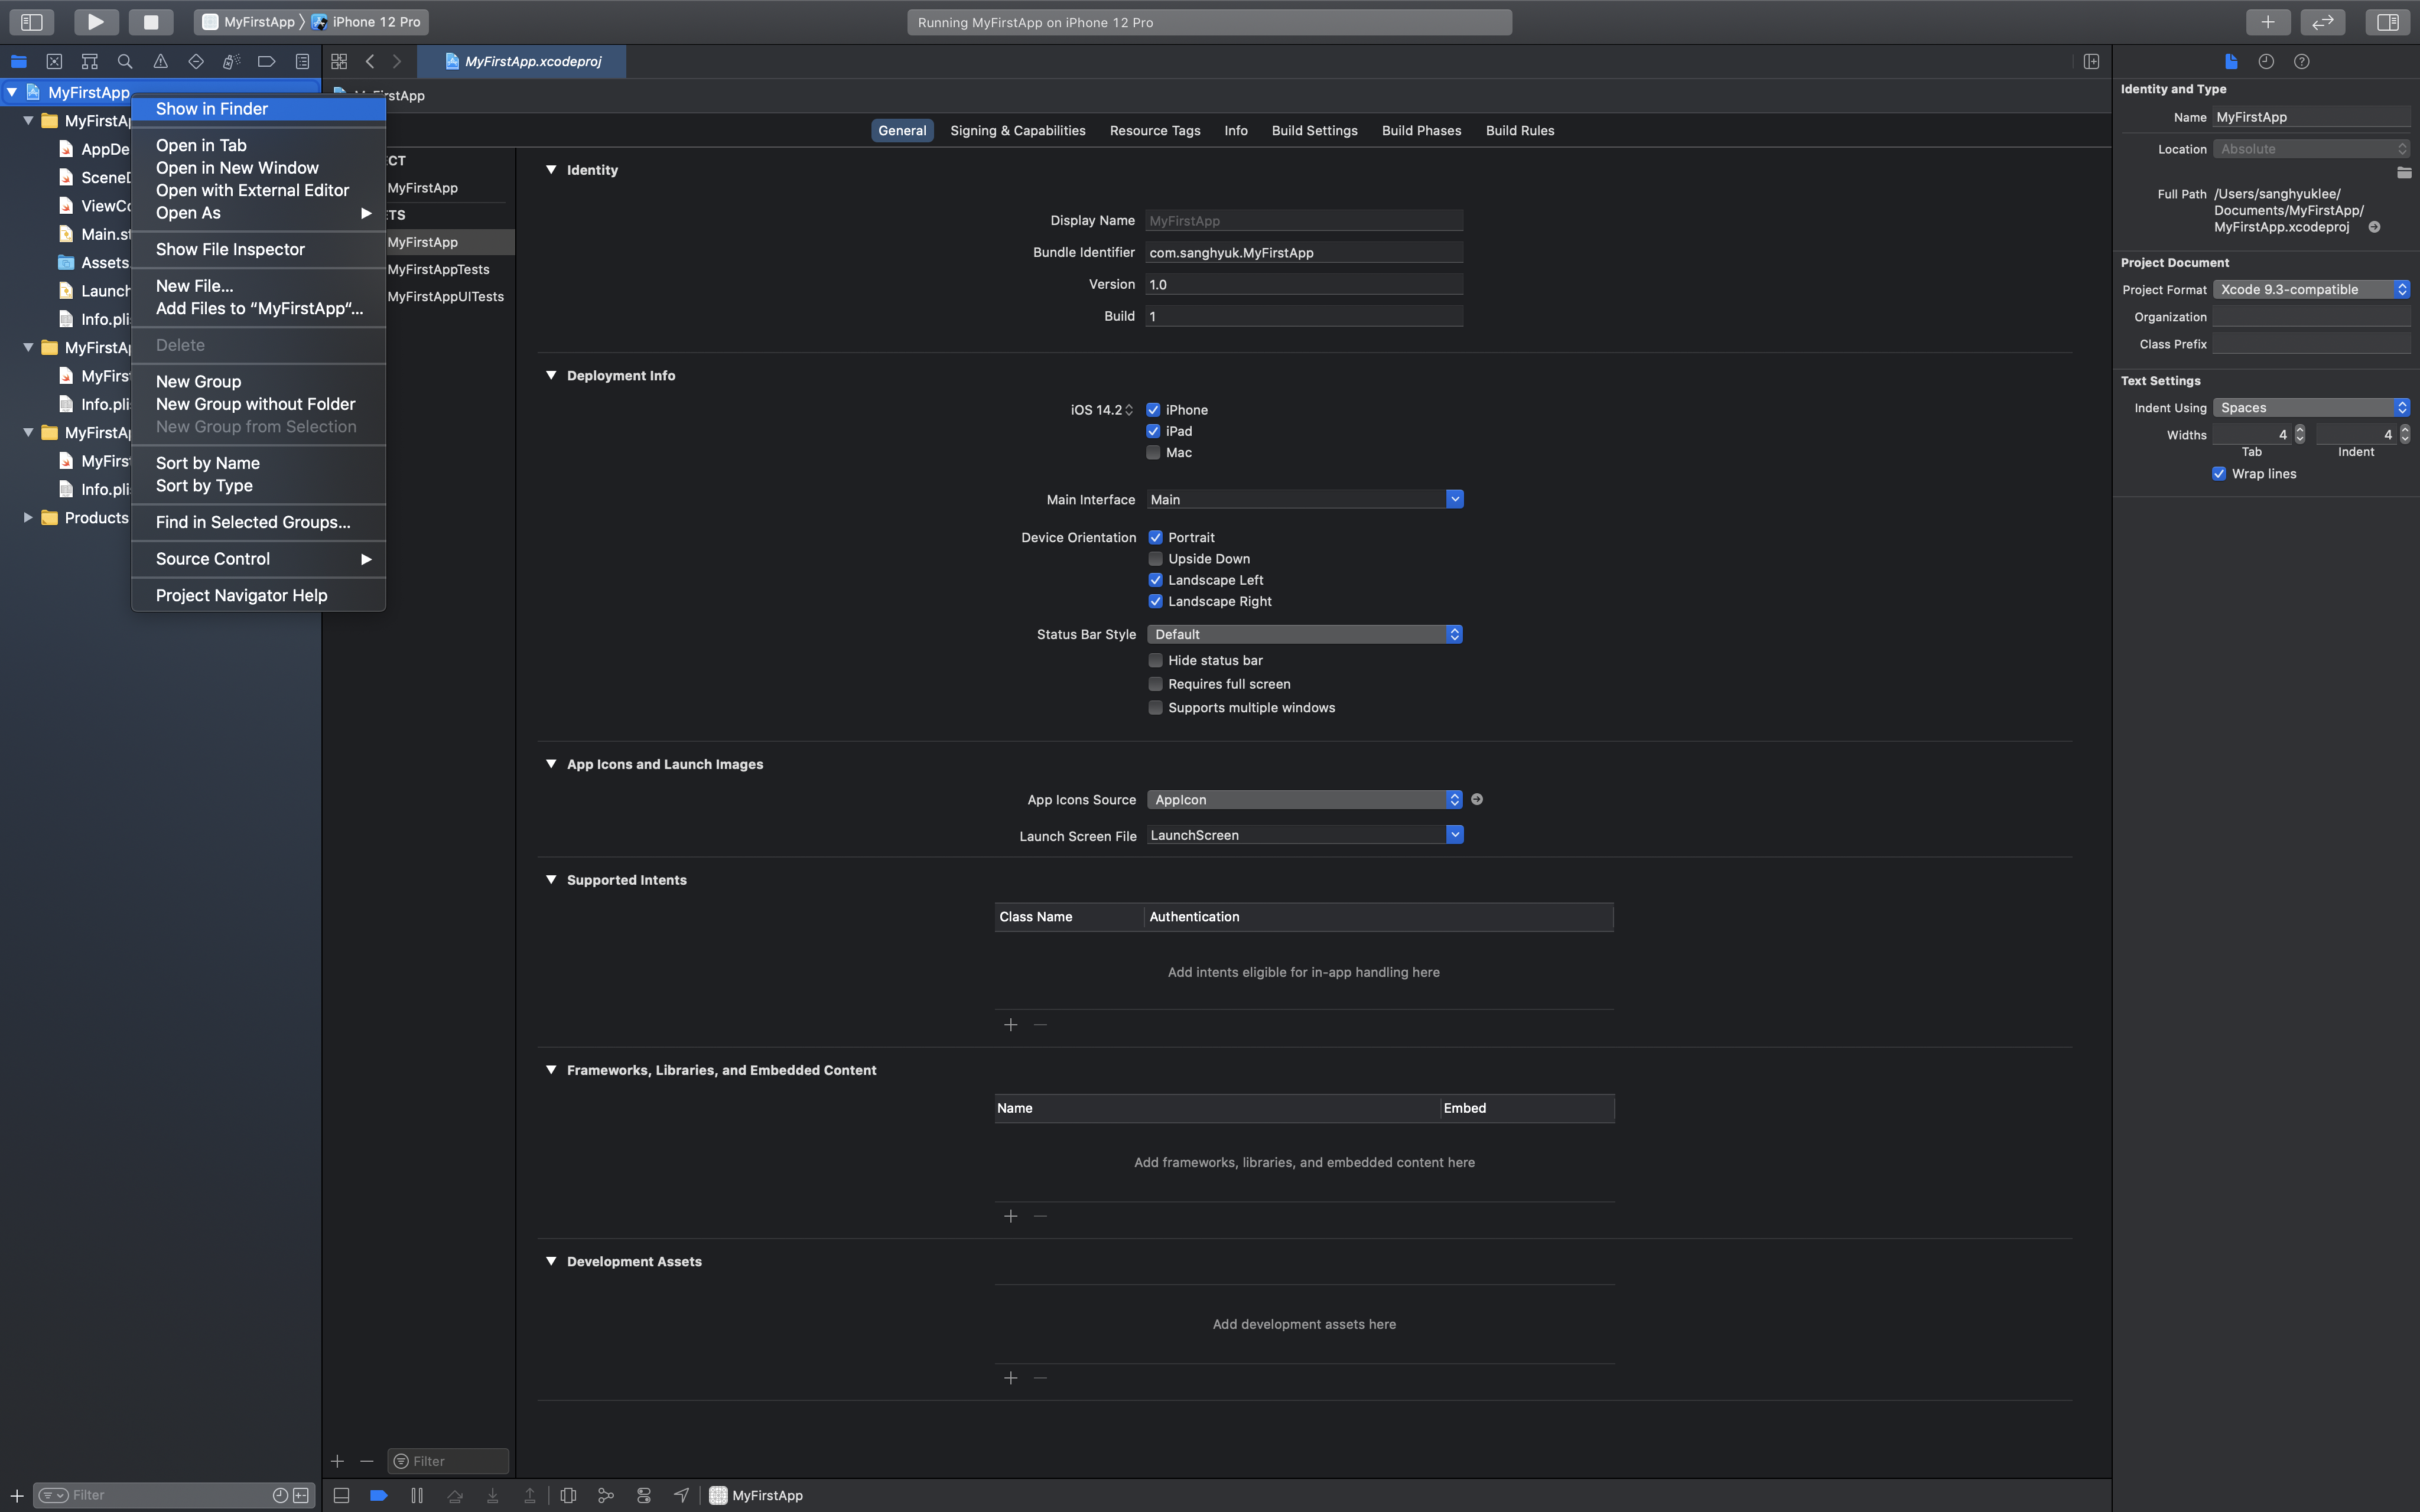 MyFirstApp
iPhone 12 Pro
Running MyFirstApp on iPhone 12 Pro
MyFirstApp.xcodeproj
MyFirstApp
AppDe
Main.st
Assets
Launch
Info.pli
Info.pli
Info.pli
Products
Filter
Show in Finder
Open in Tab
Open in New Window
Open with External Editor
Open As
Show File Inspector
New File...
Add Files to “MyFirstApp“...
Delete
New Group
New Group without Folder
New Group from Selection
Sort by Name
Sort by Type
Find in Selected Groups...
Source Control
Project Navigator Help
MyFirstApp
MyFirstApp
MyFirstAppTests
MyFirstAppUITests
Filter
General
Signing & Capabilities
Resource Tags
Info
Build Settings
Build Phases
Build Rules
Identity
Display Name MyFirstApp
Bundle Identifier com.sanghyuk.MyFirstApp
Version 1.0
Build 1
Deployment Info
iOS 14.2
iPhone
iPad
Mac
Main Interface Main
Device Orientation Portrait
Upside Down
Landscape Left
Landscape Right
Status Bar Style Default
Hide status bar
Requires full screen
Supports multiple windows
App Icons and Launch Images
App Icons Source AppIcon
Launch Screen File LaunchScreen
Supported Intents
Class Name Authentication
Add intents eligible for in-app handling here
Frameworks, Libraries, and Embedded Content
Name Embed
Add frameworks, libraries, and embedded content here
Development Assets
Add development assets here
MyFirstApp
Identity and Type
Name MyFirstApp
Location Absolute
Full Path /Users/sanghyuklee/
Documents/MyFirstApp/
MyFirstApp.xcodeproj
Project Document
Project Format Xcode 9.3-compatible
Organization
Class Prefix
Text Settings
Indent Using Spaces
Widths 4 4
Tab Indent
Wrap lines